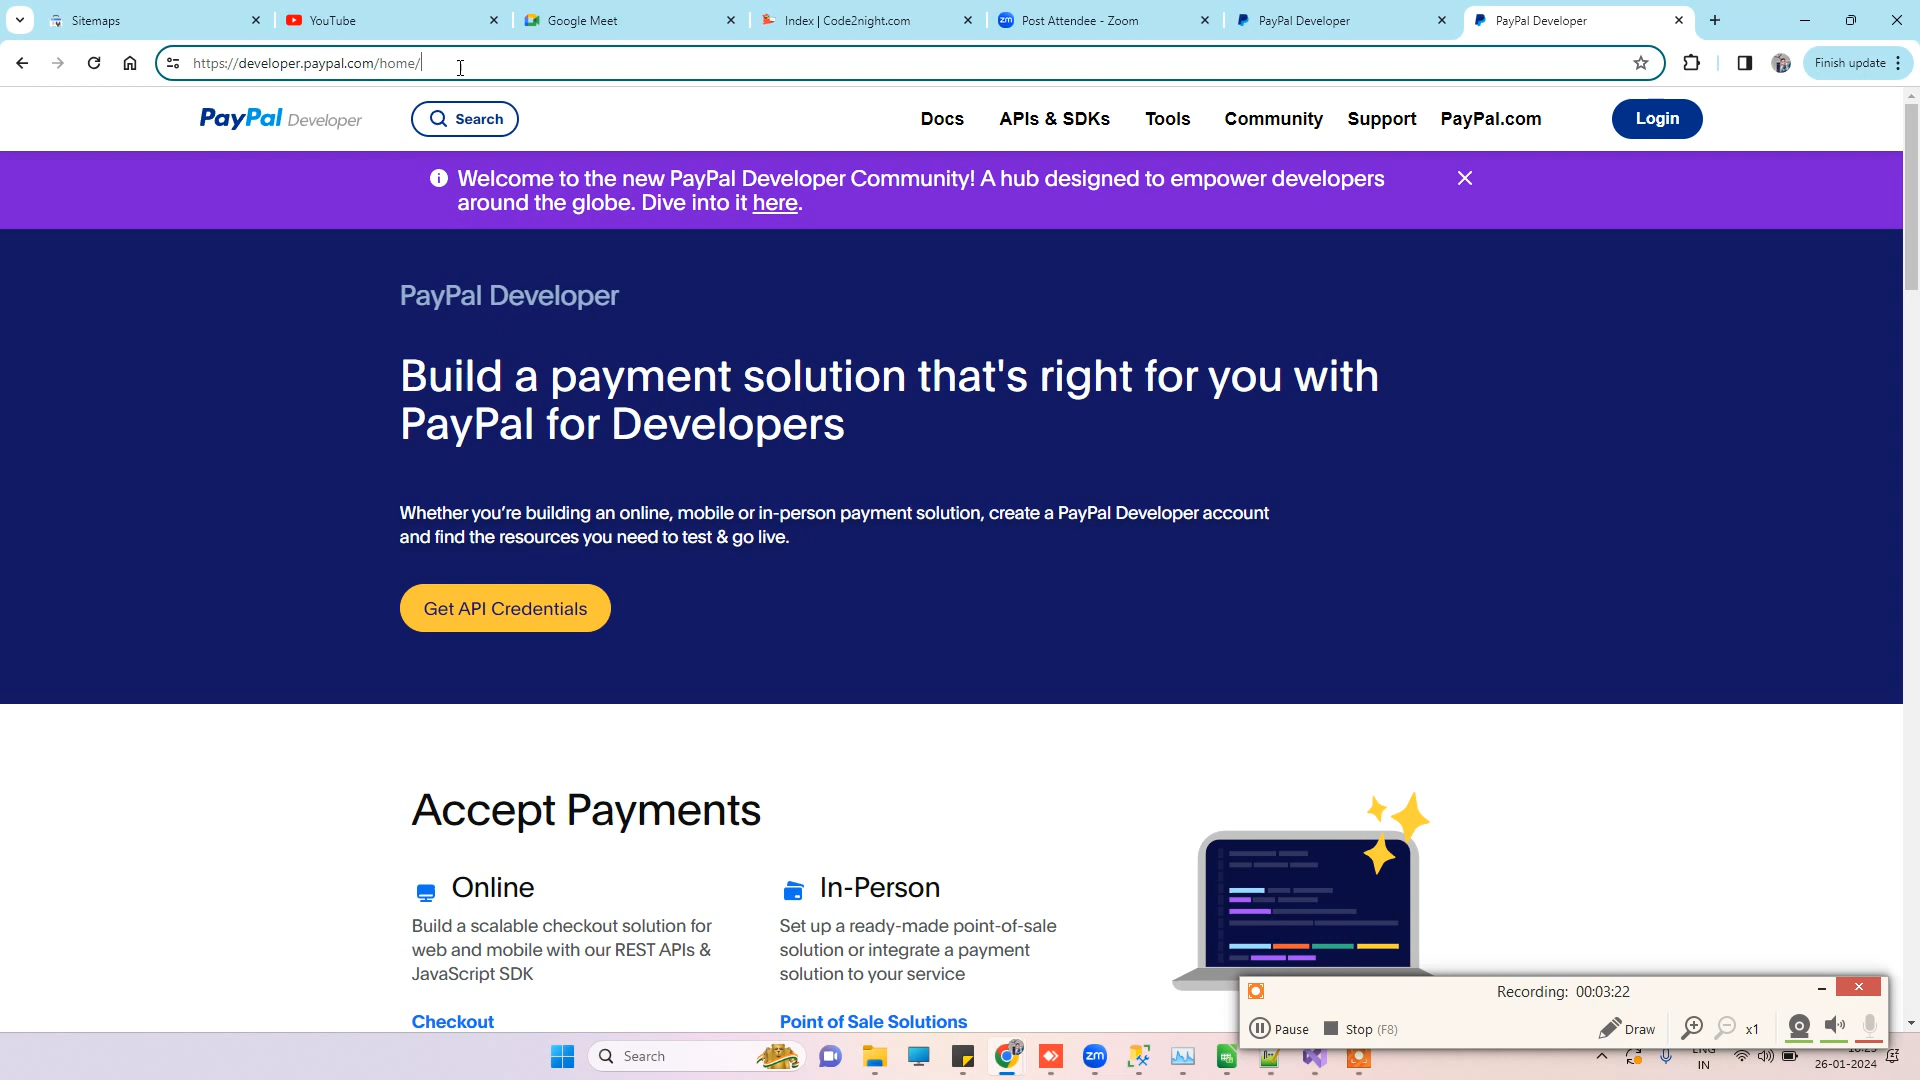 Sitemaps
YouTube
Google Meet
Index | Code2night.com
Post Attendee - Zoom
PayPal Developer
PayPal Developer
https://developer.paypal.com/home/
Finish update
PayPal Developer
Search
Docs
APIs & SDKs
Tools
Community
Support
PayPal.com
Login
Welcome to the new PayPal Developer Community! A hub designed to empower developers
around the globe. Dive into it here.
PayPal Developer
Build a payment solution that's right for you with
PayPal for Developers
Whether you're building an online, mobile or in-person payment solution, create a PayPal Developer account
and find the resources you need to test & go live.
Get API Credentials
Accept Payments
Online
Build a scalable checkout solution for
web and mobile with our REST APIs &
JavaScript SDK
Checkout
In-Person
Set up a ready-made point-of-sale
solution or integrate a payment
solution to your service
Point of Sale Solutions
Recording: 00:03:22
Pause
Stop (F8)
Draw
x1
Search
zm
IN
26-01-2024